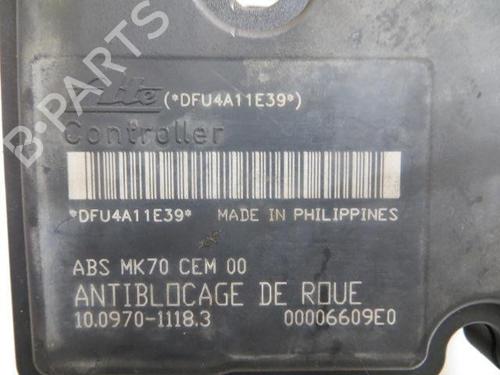 B-PARTS
Ate (*DFU4A11E39*)
Controller
*DFU4A11E39* MADE IN PHILIPPINES
ABS MK70 CEM 00
ANTIBLOCAGE DE ROUE
10.0970-1118.3 00006609E0